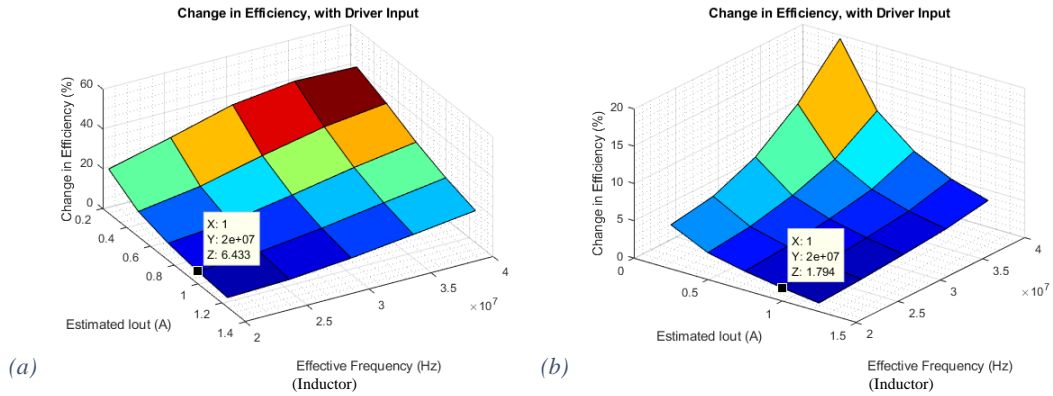 Change in Efficiency, with Driver Input
Change in Efficiency (%)
60
40
20
0
0.2
0.4
0.6
0.8
1
1.2
1.4
Estimated Iout (A)
2
2.5
3
3.5
4
×10⁷
Effective Frequency (Hz)
(Inductor)
X: 1
Y: 2e+07
Z: 6.433
(a)
Change in Efficiency, with Driver Input
Change in Efficiency (%)
20
15
10
5
0
0
0.5
1
1.5
Estimated Iout (A)
2
2.5
3
3.5
4
×10⁷
Effective Frequency (Hz)
(Inductor)
X: 1
Y: 2e+07
Z: 1.794
(b)